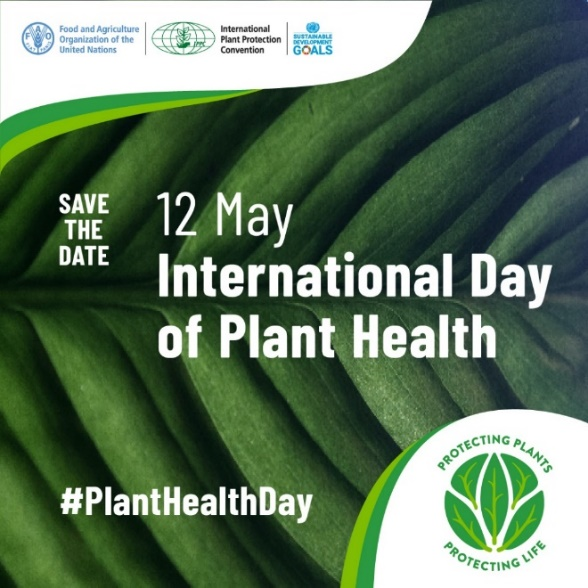 Food and Agriculture
Organization of the
United Nations
International
Plant Protection
Convention
SUSTAINABLE
DEVELOPMENT
GOALS
SAVE
THE
DATE
12 May
International Day
of Plant Health
#PlantHealthDay
PROTECTING PLANTS
PROTECTING LIFE